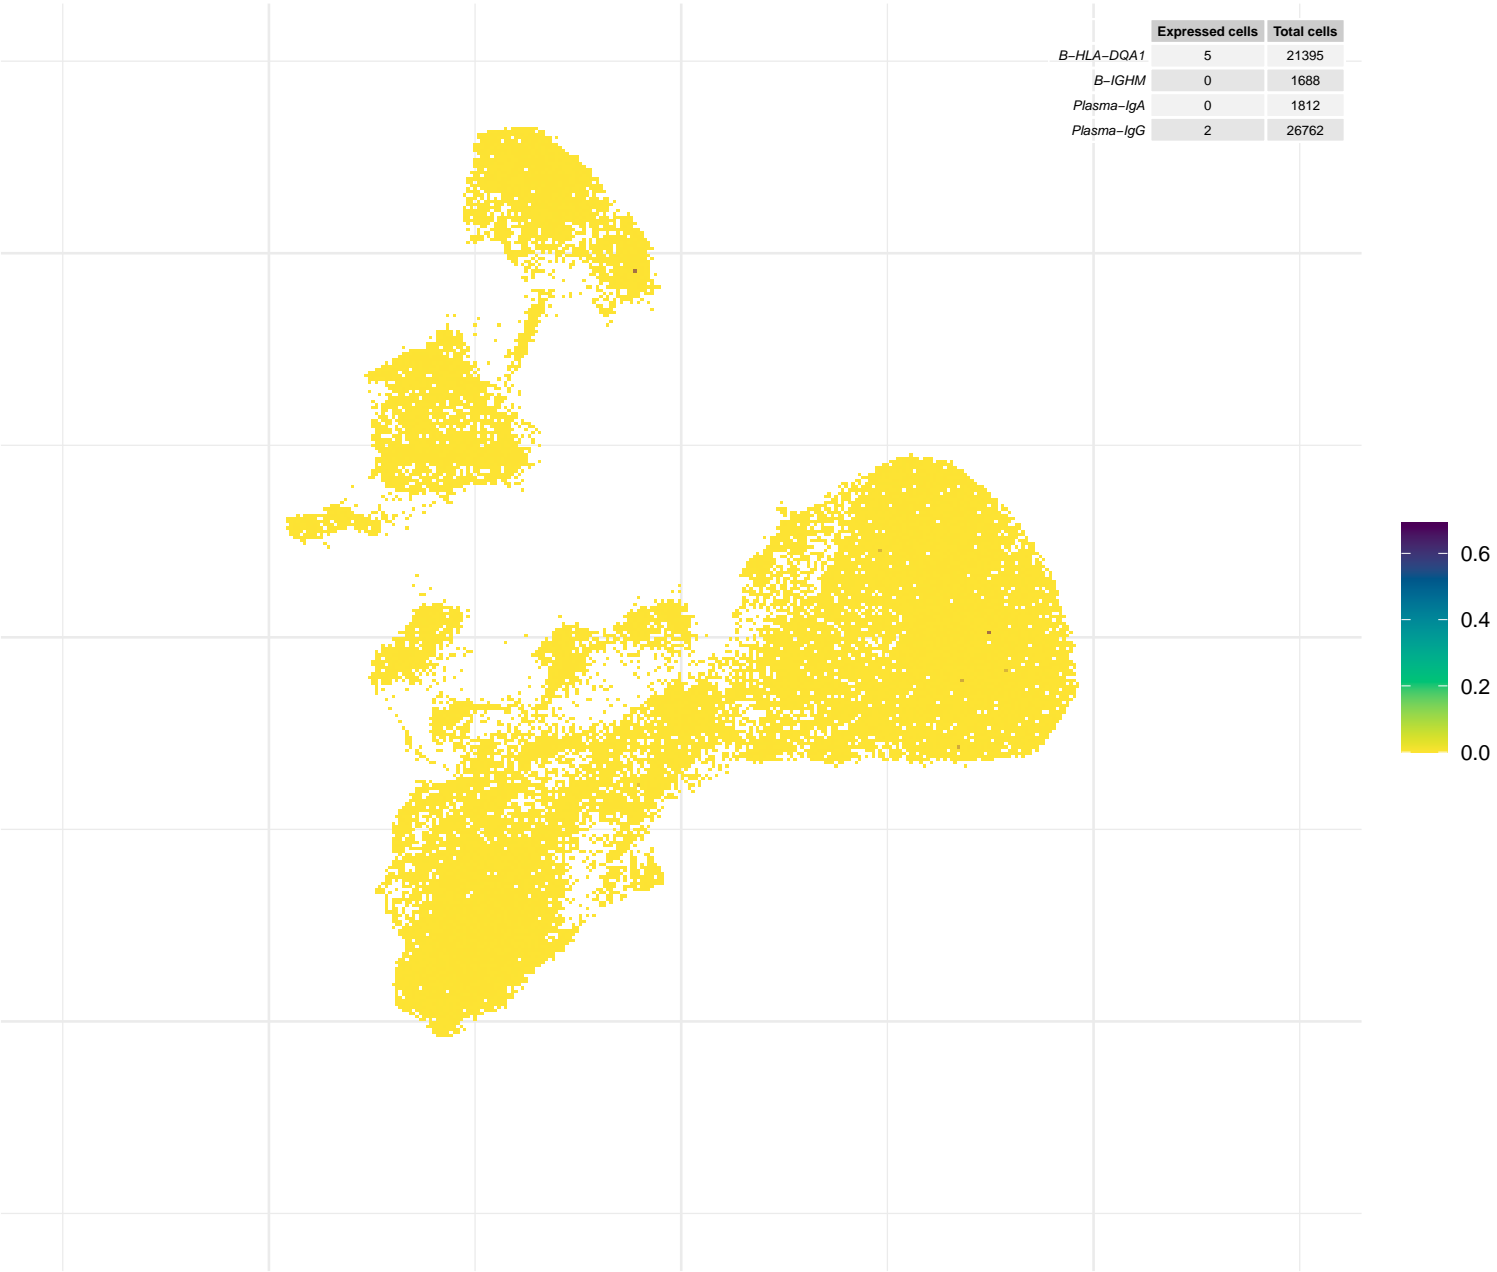 Expressed cells Total cells
B−HLA−DQA1 5 21395
B−IGHM 0 1688
Plasma−IgA 0 1812
Plasma−IgG 2 26762
0.6
0.4
0.2
0.0